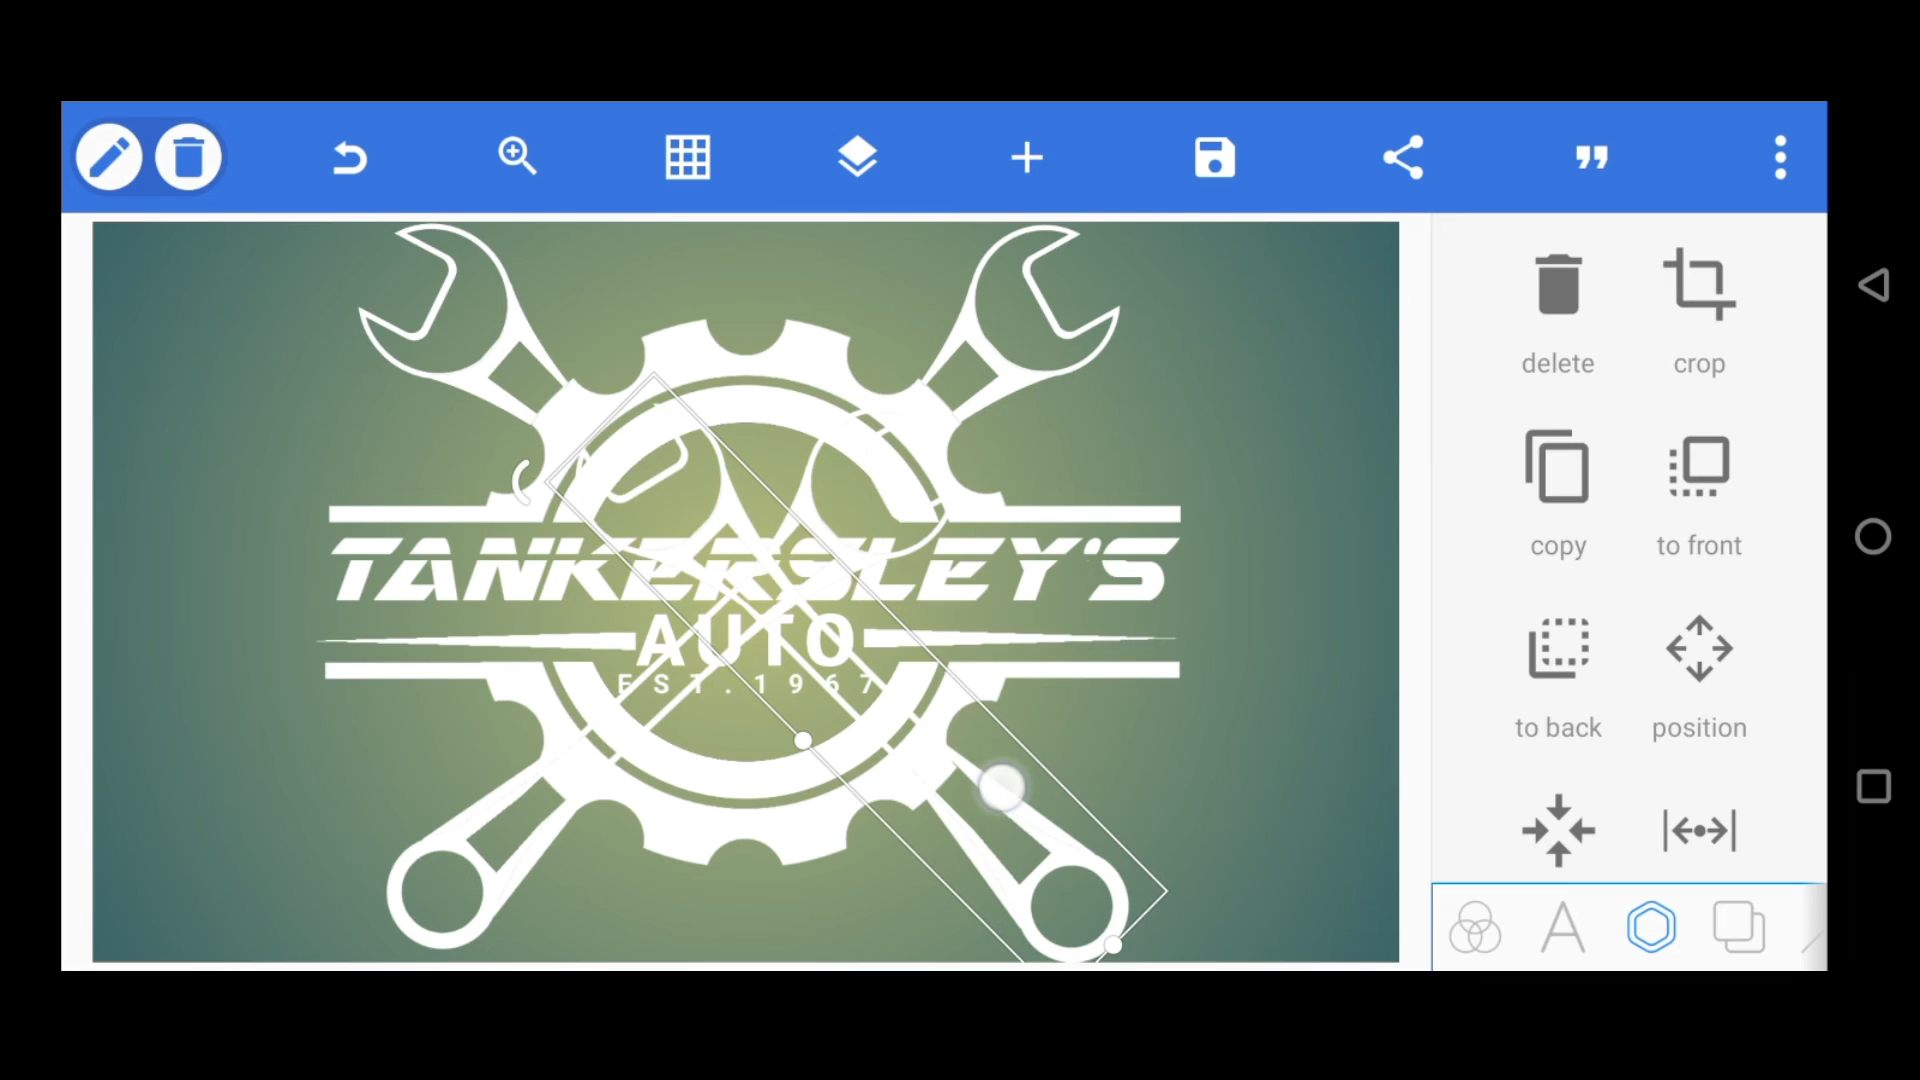 delete
crop
copy
to front
to back
position
TANKERSLEY'S
AUTO
EST.1967
A